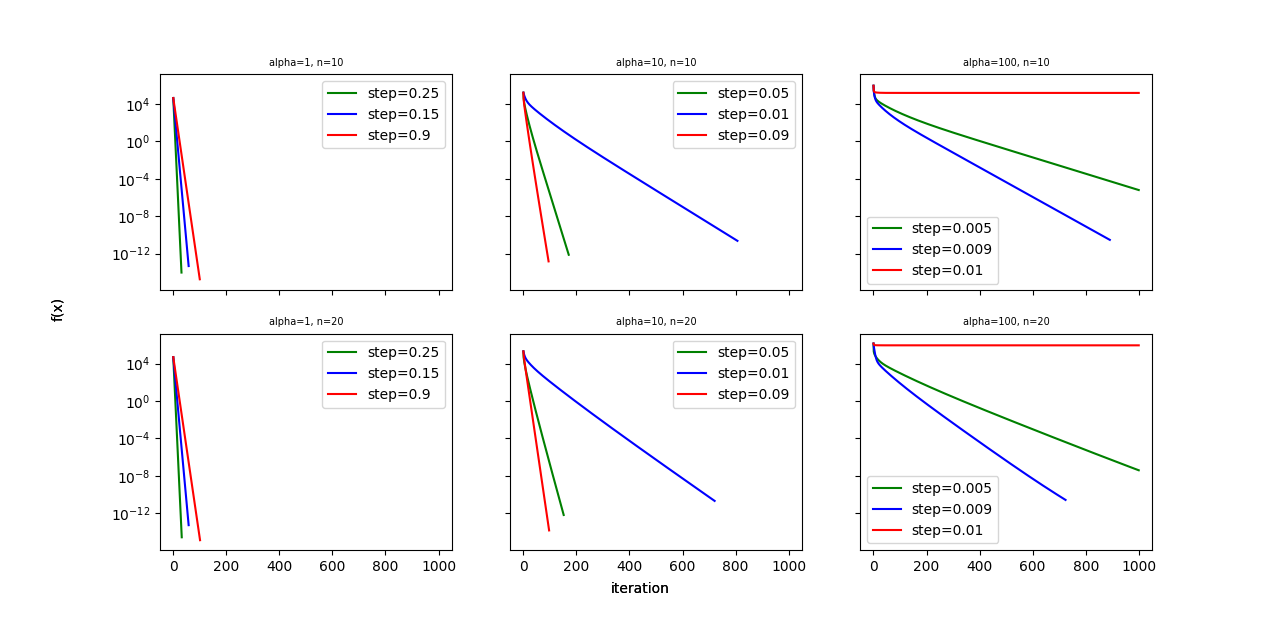 alpha=1, n=10
alpha=10, n=10
alpha=100, n=10
10^4
10^0
10^−4
10^−8
10^−12
step=0.25
step=0.15
step=0.9
step=0.05
step=0.01
step=0.09
step=0.005
step=0.009
step=0.01
f(x)
alpha=1, n=20
alpha=10, n=20
alpha=100, n=20
10^4
10^0
10^−4
10^−8
10^−12
step=0.25
step=0.15
step=0.9
step=0.05
step=0.01
step=0.09
step=0.005
step=0.009
step=0.01
0 200 400 600 800 1000
0 200 400 600 800 1000
0 200 400 600 800 1000
iteration